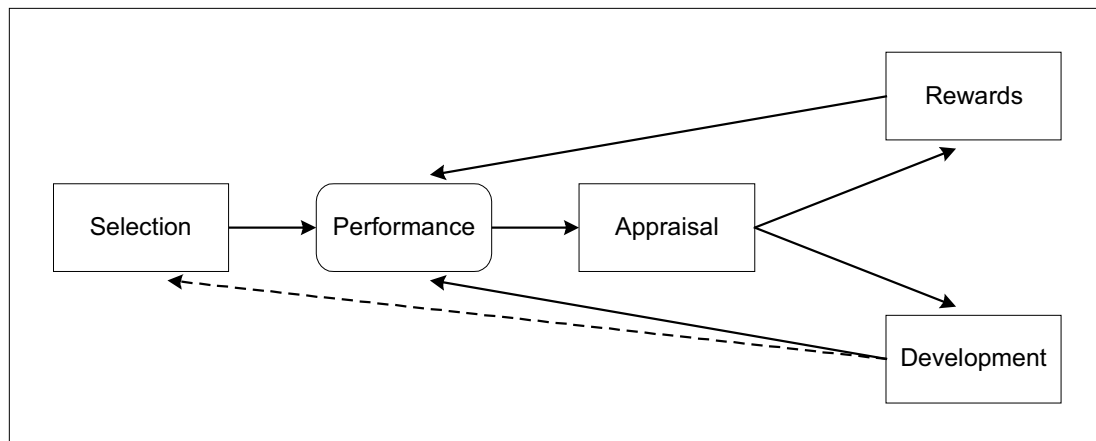 Rewards
Selection
Performance
Appraisal
Development